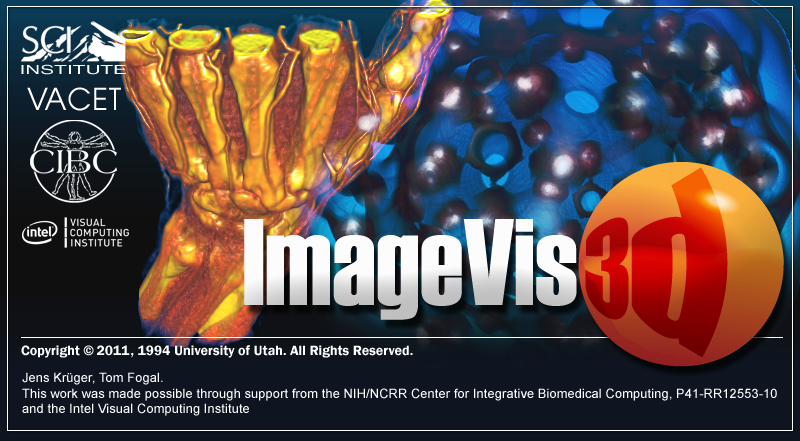 SCI
INSTITUTE
VACET
CIBC
intel VISUAL
COMPUTING
INSTITUTE
ImageVis3d
Copyright © 2011, 1994 University of Utah. All Rights Reserved.
Jens Krüger, Tom Fogal.
This work was made possible through support from the NIH/NCRR Center for Integrative Biomedical Computing, P41-RR12553-10
and the Intel Visual Computing Institute